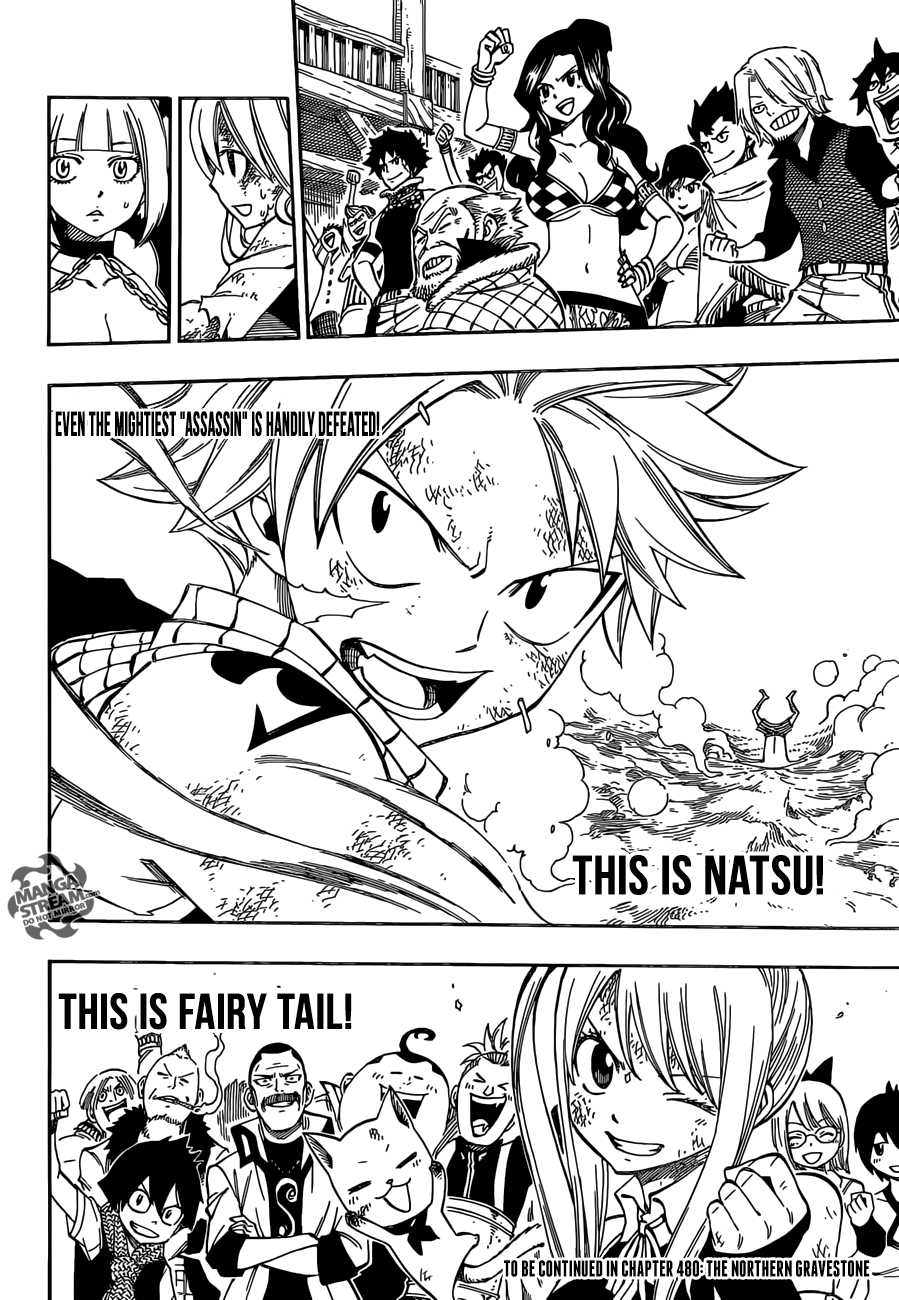 EVEN THE MIGHTIEST "ASSASSIN" IS HANDILY DEFEATED!
THIS IS NATSU!
MANGA
STREAM.com
DO NOT MIRROR
THIS IS FAIRY TAIL!
TO BE CONTINUED IN CHAPTER 480: THE NORTHERN GRAVESTONE